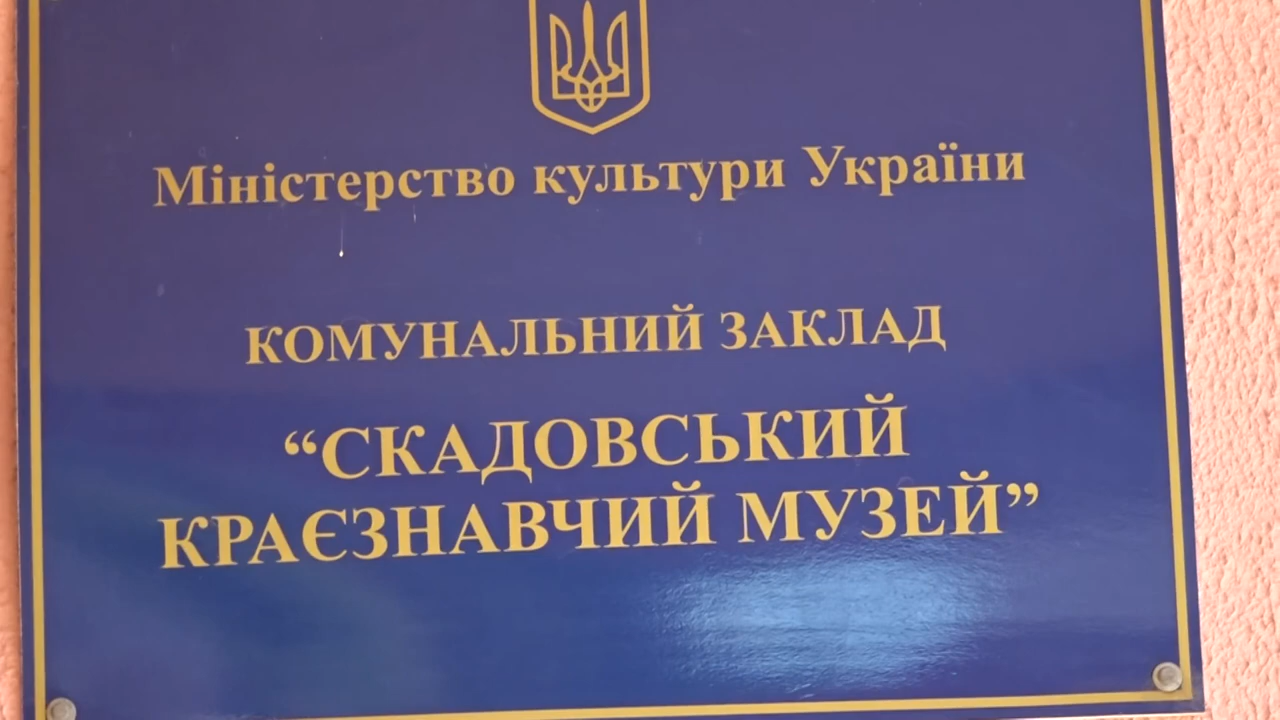 Міністерство культури України
КОМУНАЛЬНИЙ ЗАКЛАД
“СКАДОВСЬКИЙ
КРАЄЗНАВЧИЙ МУЗЕЙ”